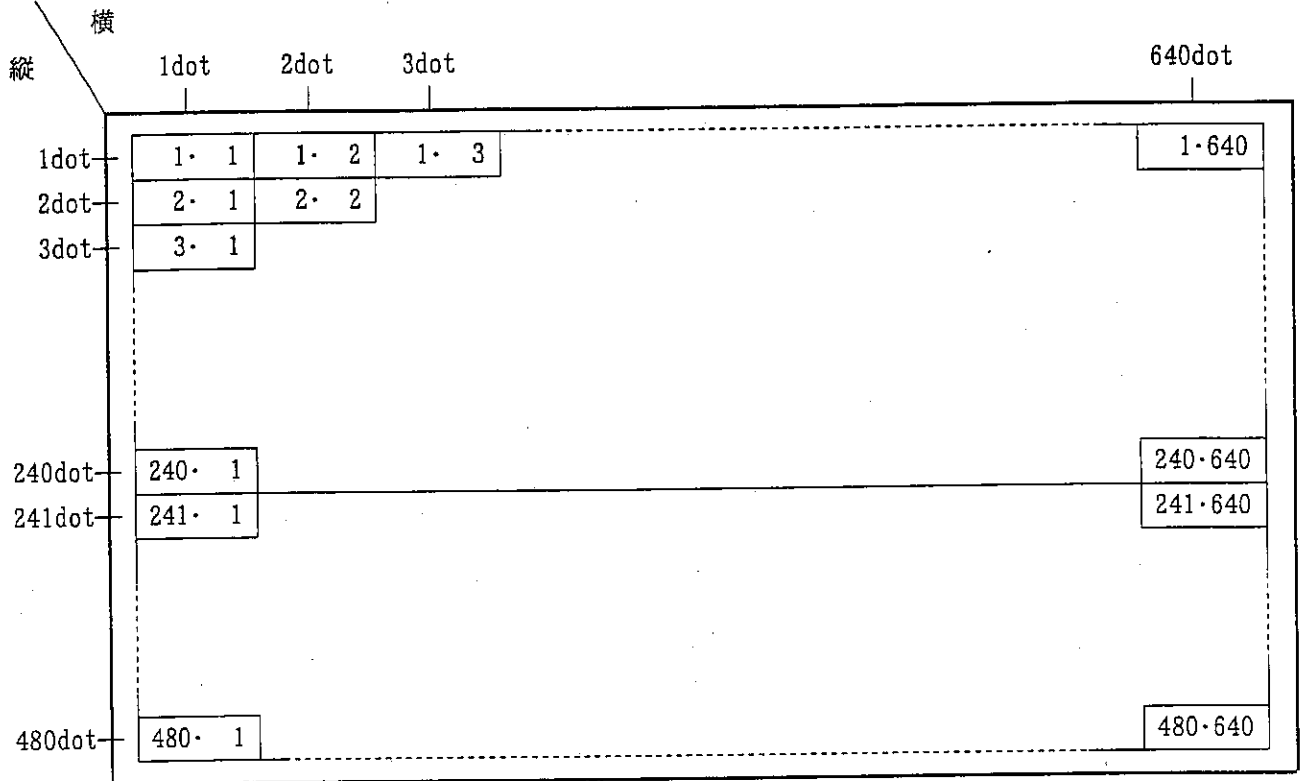 横
縦
1dot 2dot 3dot 640dot
1dot 1· 1 1· 2 1· 3 1·640
2dot 2· 1 2· 2
3dot 3· 1
240dot 240· 1 240·640
241dot 241· 1 241·640
480dot 480· 1 480·640